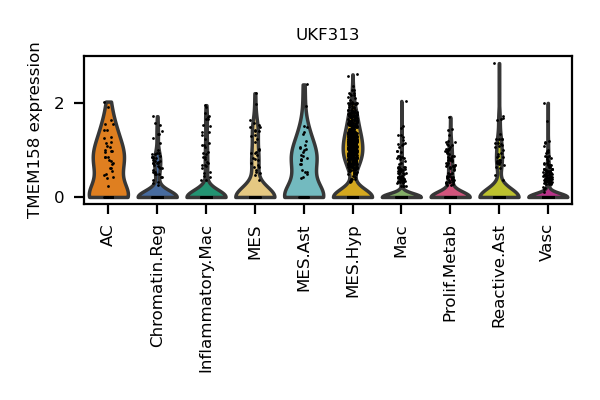 UKF313
TMEM158 expression
2
0
AC
Chromatin.Reg
Inflammatory.Mac
MES
MES.Ast
MES.Hyp
Mac
Prolif.Metab
Reactive.Ast
Vasc